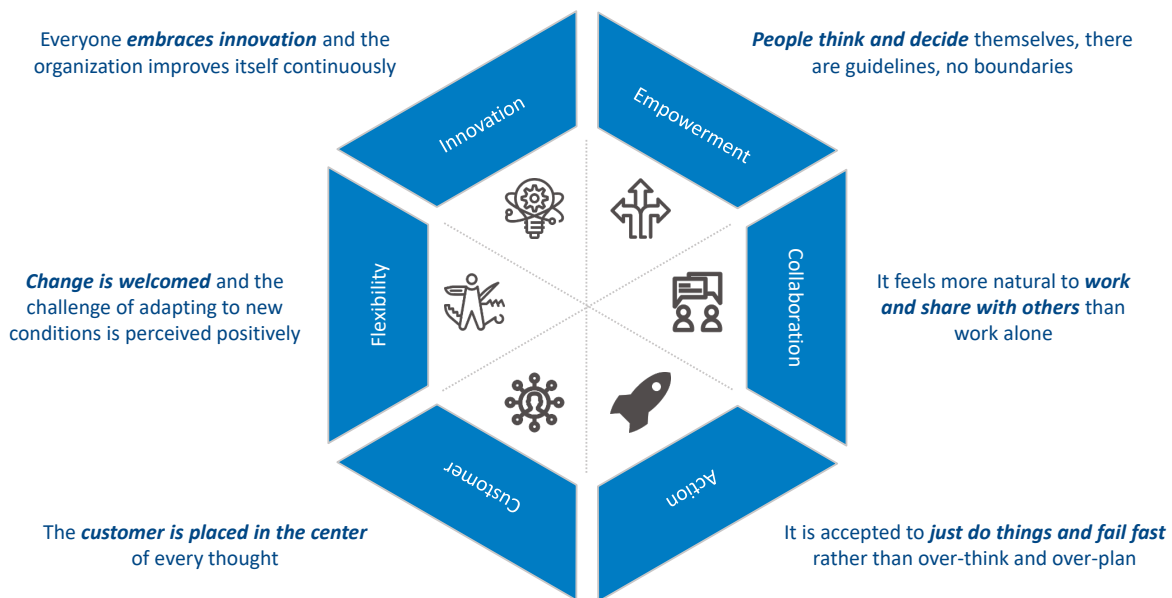 Everyone embraces innovation and the
organization improves itself continuously
People think and decide themselves, there
are guidelines, no boundaries
Innovation
Empowerment
Change is welcomed and the
challenge of adapting to new
conditions is perceived positively
Flexibility
Collaboration
It feels more natural to work
and share with others than
work alone
Customer
Action
The customer is placed in the center
of every thought
It is accepted to just do things and fail fast
rather than over-think and over-plan